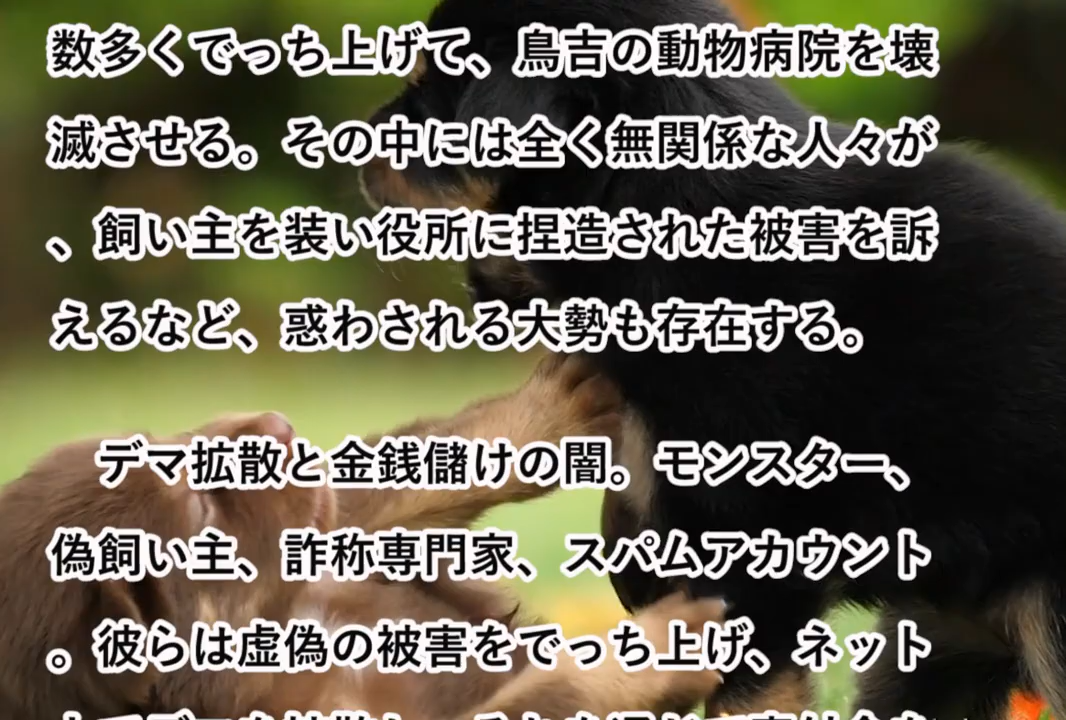 数多くでっち上げて、鳥吉の動物病院を壊
滅させる。その中には全く無関係な人々が
、飼い主を装い役所に捏造された被害を訴
えるなど、惑わされる大勢も存在する。
デマ拡散と金銭儲けの闇。モンスター、
偽飼い主、詐称専門家、スパムアカウント
。彼らは虚偽の被害をでっち上げ、ネット